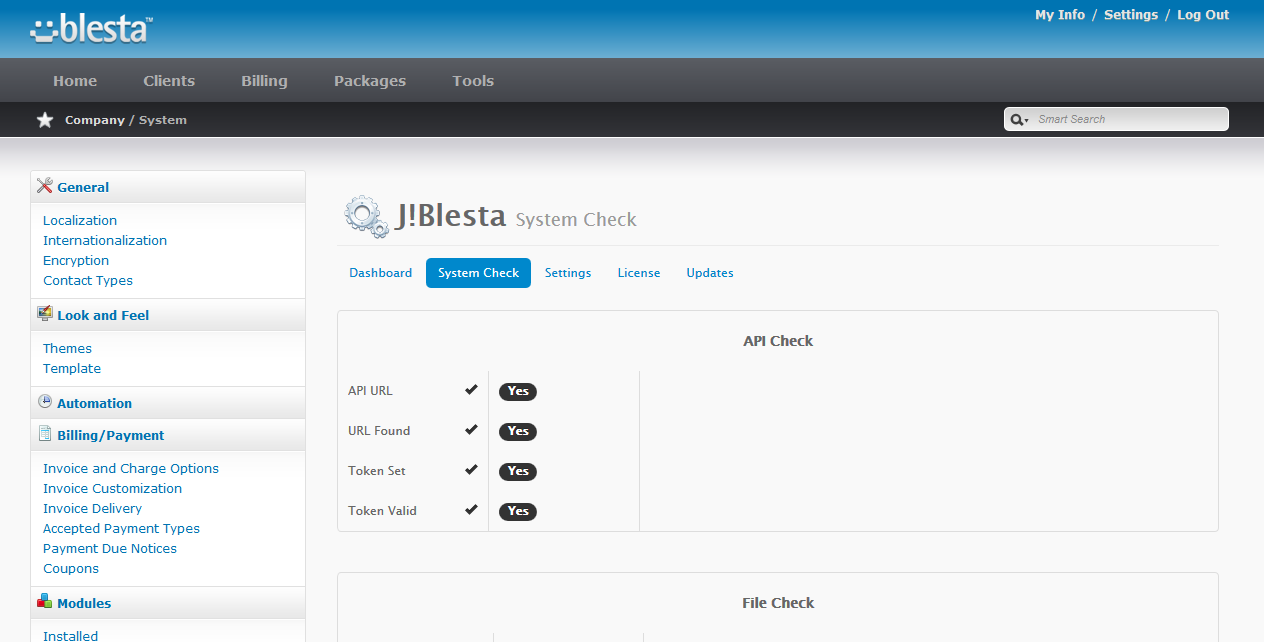 blesta™
My Info / Settings / Log Out
Home Clients Billing Packages Tools
Company / System
Smart Search
General
Localization
Internationalization
Encryption
Contact Types
Look and Feel
Themes
Template
Automation
Billing/Payment
Invoice and Charge Options
Invoice Customization
Invoice Delivery
Accepted Payment Types
Payment Due Notices
Coupons
Modules
Installed
J!Blesta System Check
Dashboard System Check Settings License Updates
API Check
API URL Yes
URL Found Yes
Token Set Yes
Token Valid Yes
File Check